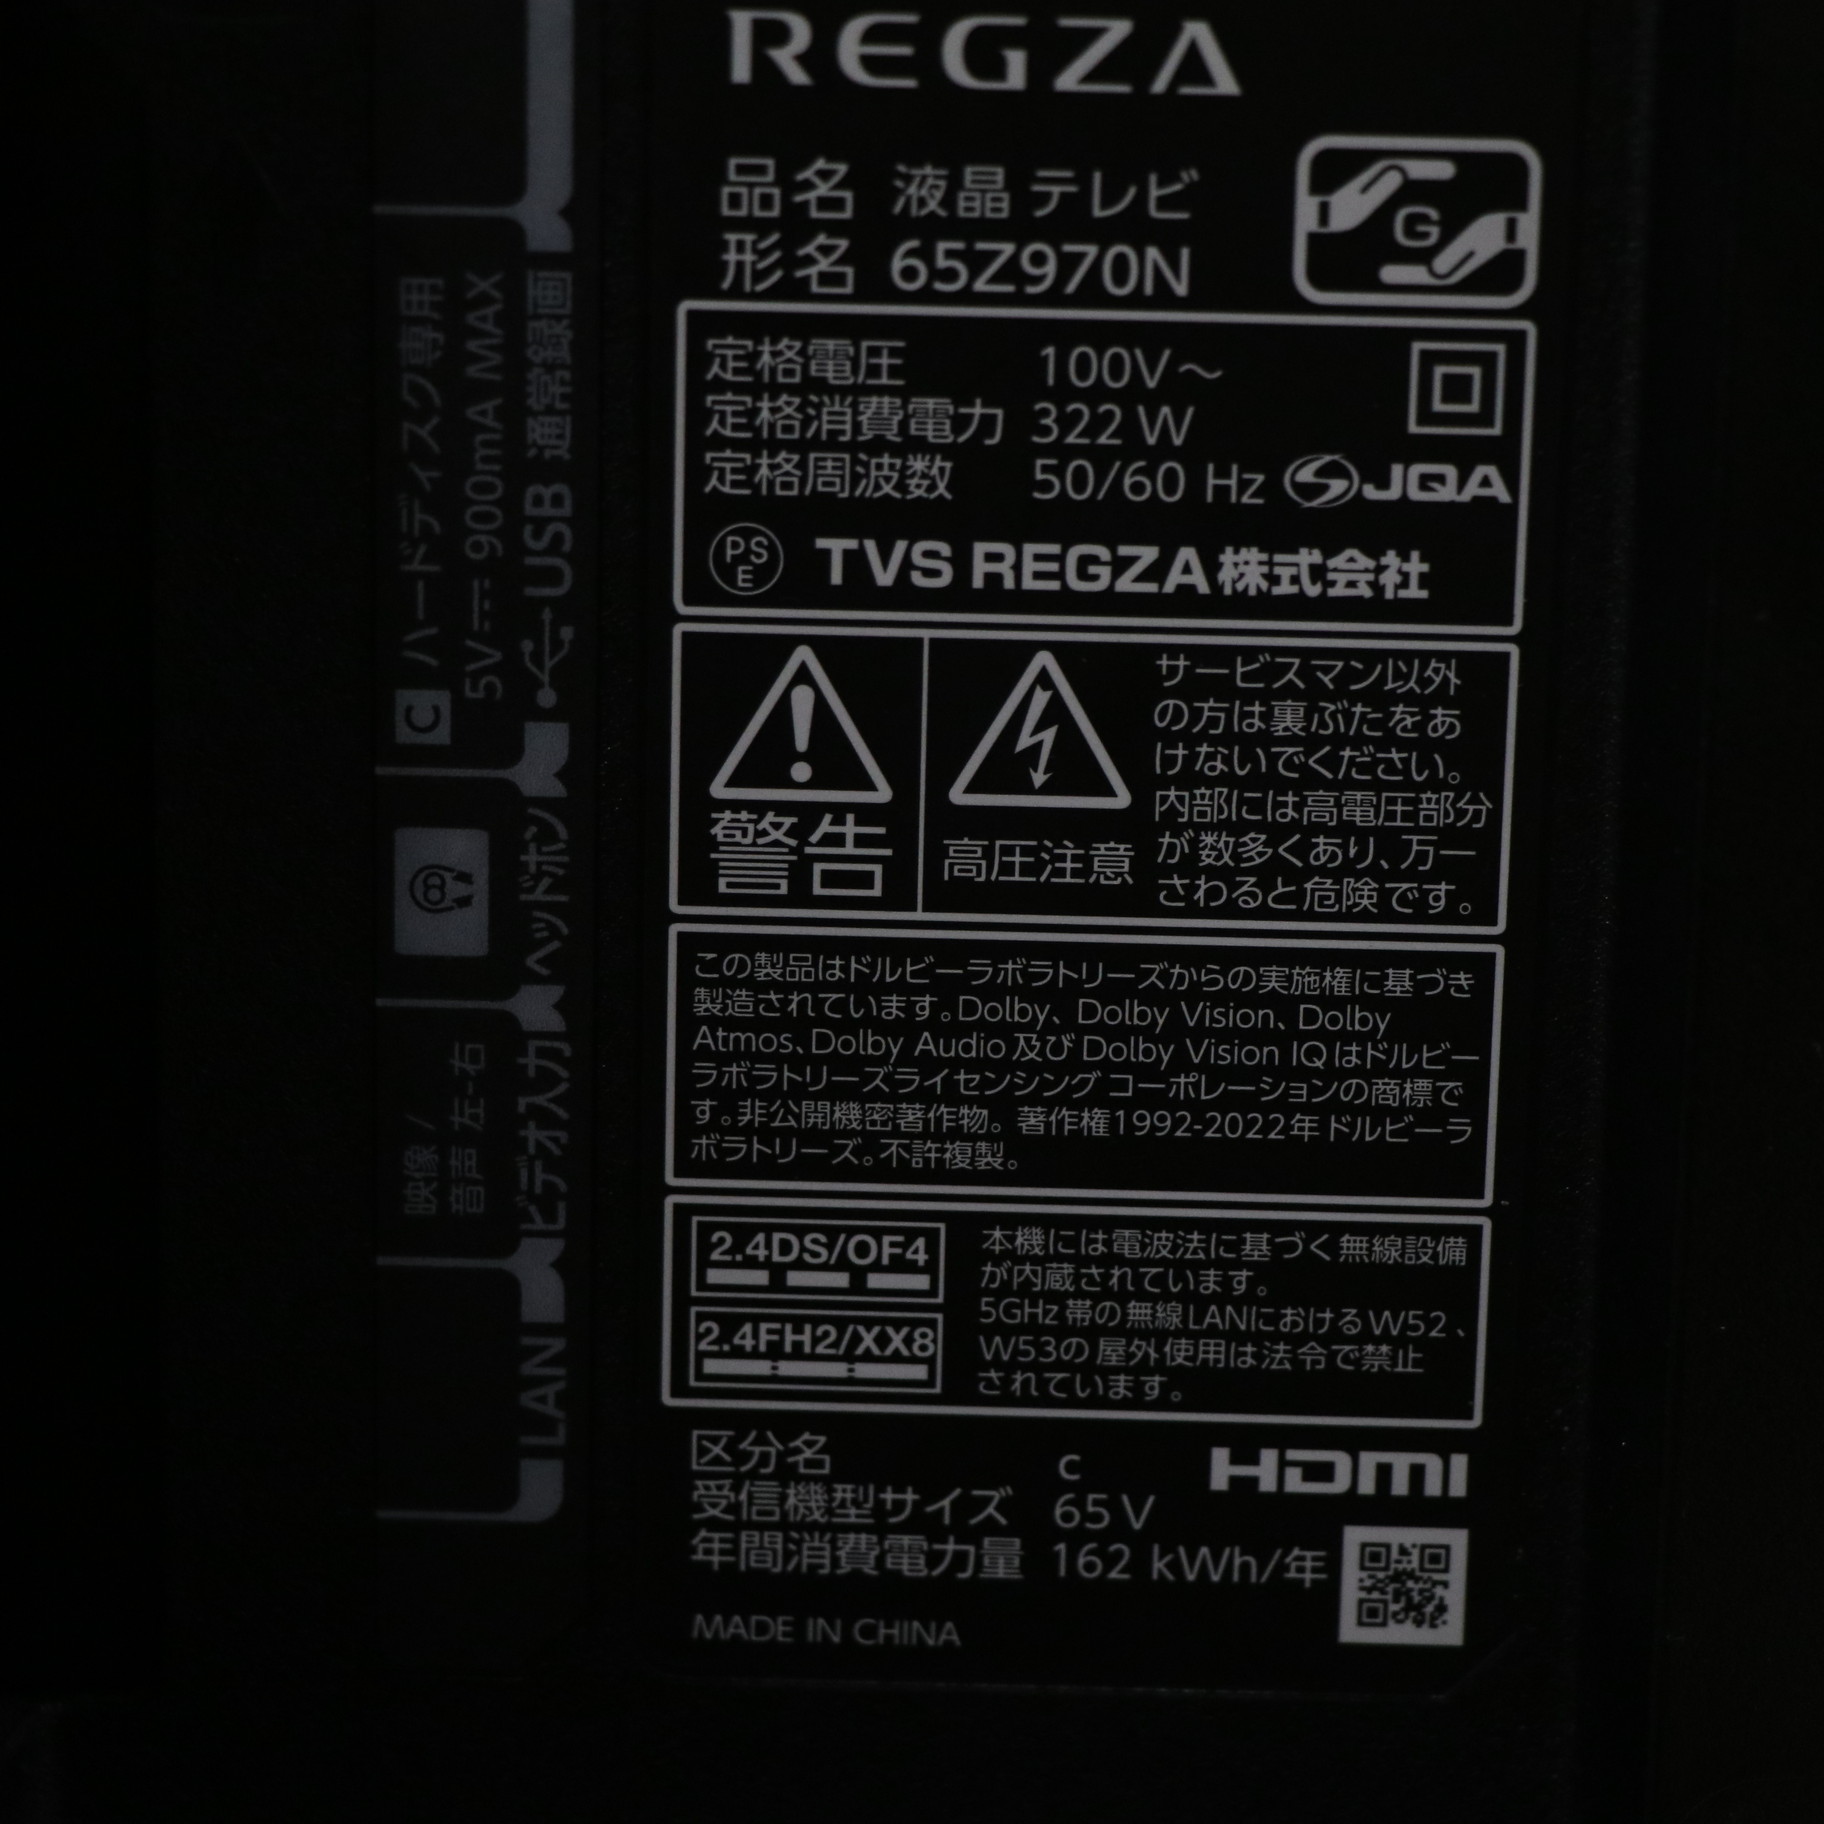 REGZA
品名 液晶テレビ
形名 65Z970N
G
定格電圧 100V～
定格消費電力 322 W
定格周波数 50/60 Hz
JQA
PS
E
TVS REGZA株式会社
警告
高圧注意
サービスマン以外
の方は裏ぶたをあ
けないでください。
内部には高電圧部分
が数多くあり、万一
さわると危険です。
この製品はドルビーラボラトリーズからの実施権に基づき
製造されています。Dolby、Dolby Vision、Dolby
Atmos、Dolby Audio及びDolby Vision IQはドルビー
ラボラトリーズライセンシングコーポレーションの商標で
す。非公開機密著作物。著作権1992-2022年ドルビーラ
ボラトリーズ。不許複製。
2.4DS/OF4
2.4FH2/XX8
本機には電波法に基づく無線設備
が内蔵されています。
5GHz帯の無線LANにおけるW52、
W53の屋外使用は法令で禁止
されています。
区分名 c
受信機型サイズ 65V
年間消費電力量 162 kWh/年
HDMI
MADE IN CHINA
C ハードディスク専用
5V⎓900mA MAX
USB 通常録画
ヘッドホン
映像/
音声 左-右
ビデオ入力
LAN